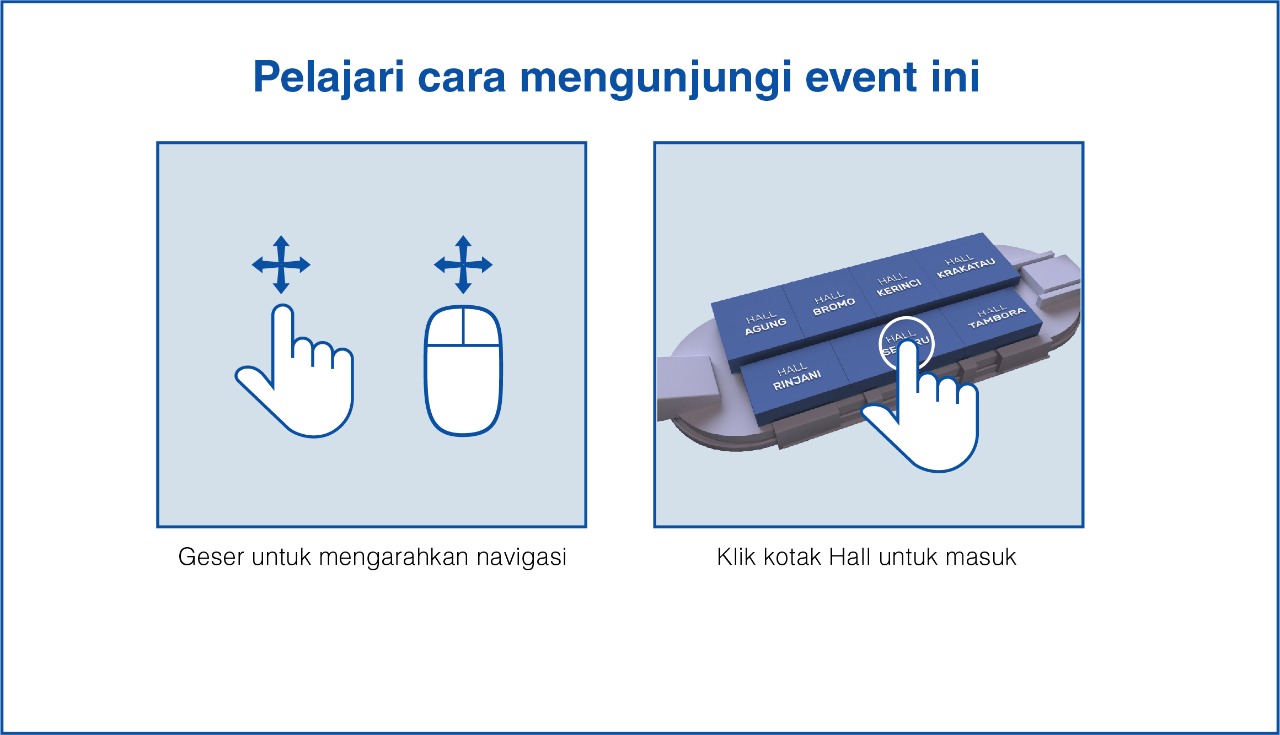 Pelajari cara mengunjungi event ini
HALL
AGUNG
HALL
BROMO
HALL
KERINCI
HALL
KRAKATAU
HALL
RINJANI
HALL
HALL
TAMBORA
Geser untuk mengarahkan navigasi
Klik kotak Hall untuk masuk